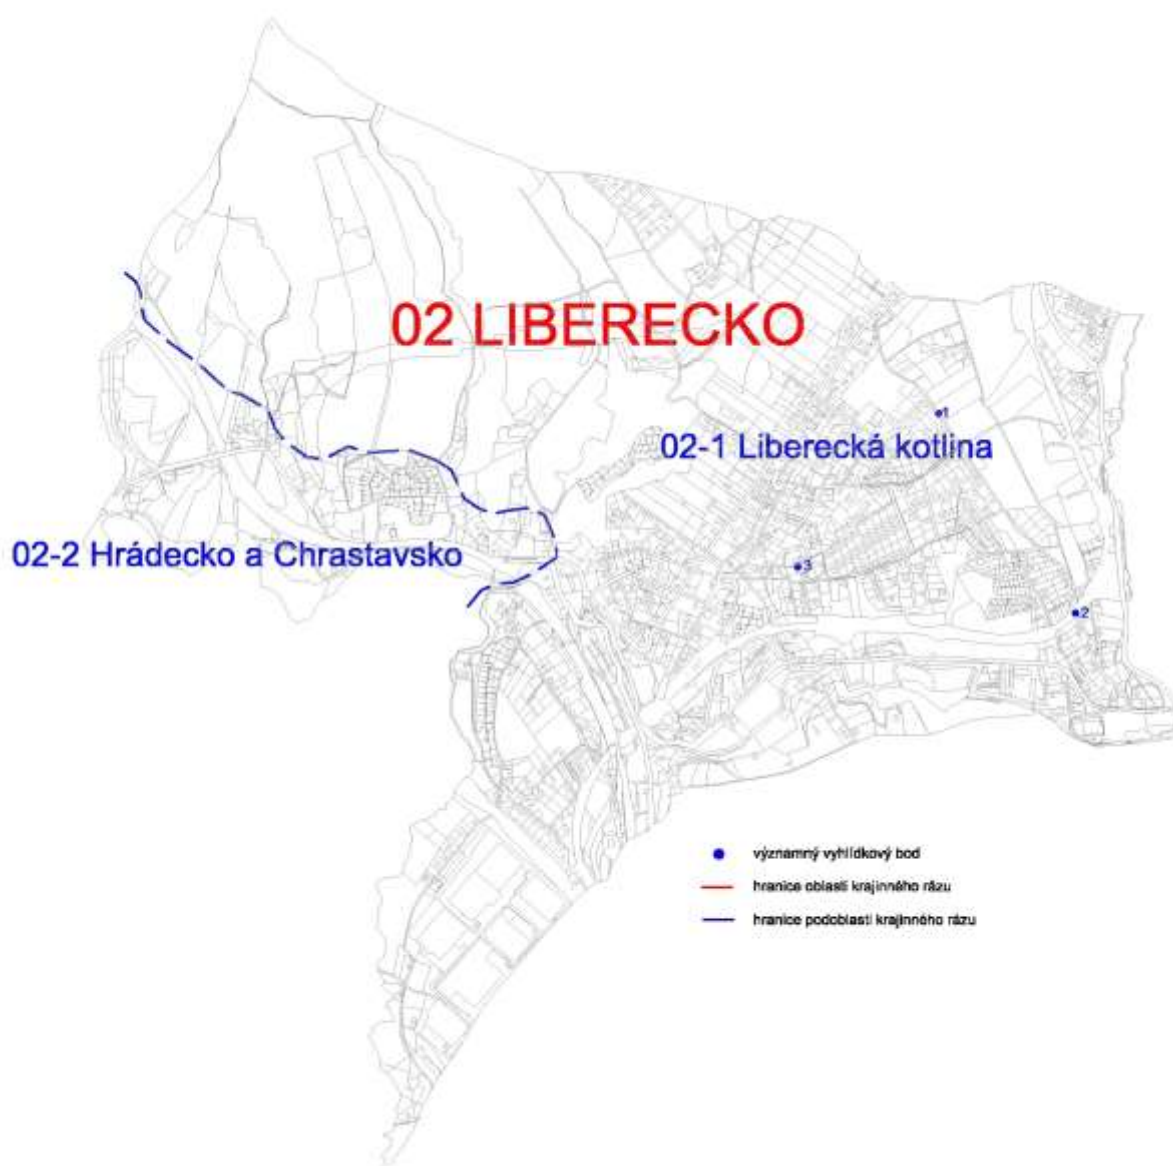 02 LIBERECKO
1
02-1 Liberecká kotlina
02-2 Hrádecko a Chrastavsko
3
2
významný vyhlídkový bod
hranice oblasti krajinného rázu
hranice podoblasti krajinného rázu